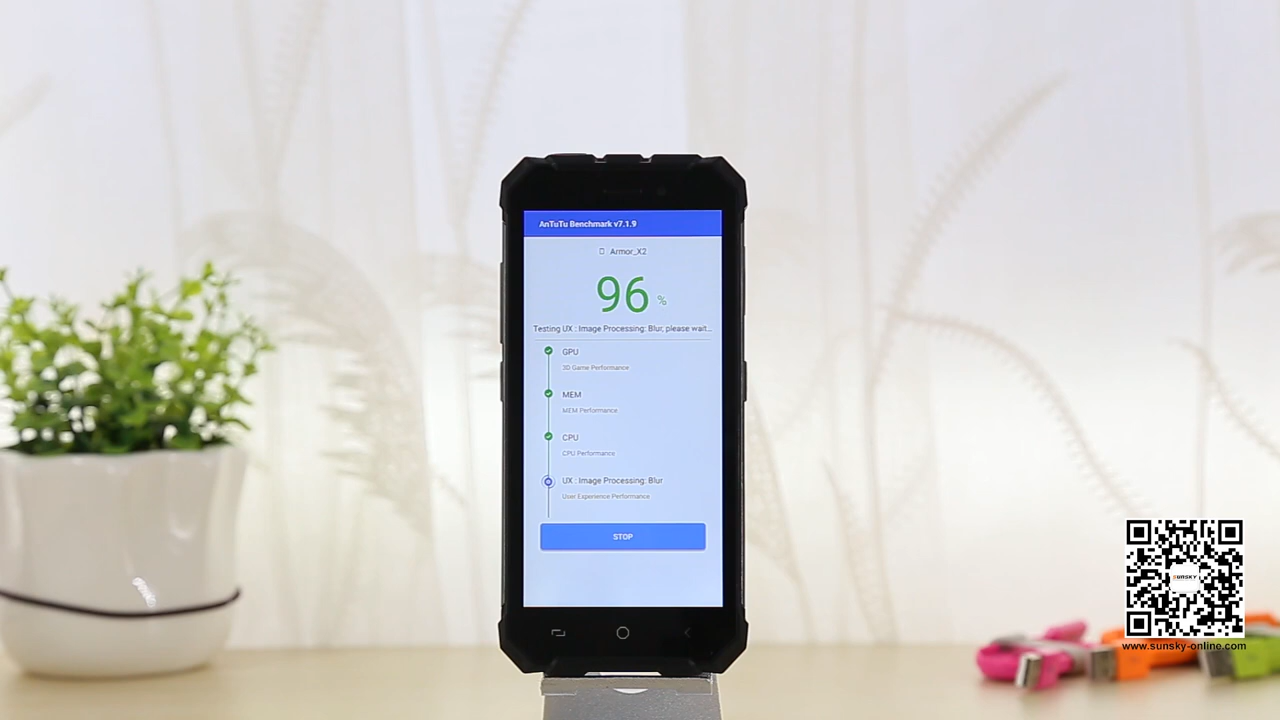 AnTuTu Benchmark v7.1.9
Armor_X2
96 %
Testing UX : Image Processing: Blur, please wait...
GPU
3D Game Performance
MEM
MEM Performance
CPU
CPU Performance
UX : Image Processing: Blur
User Experience Performance
STOP
SUNSKY
www.sunsky-online.com